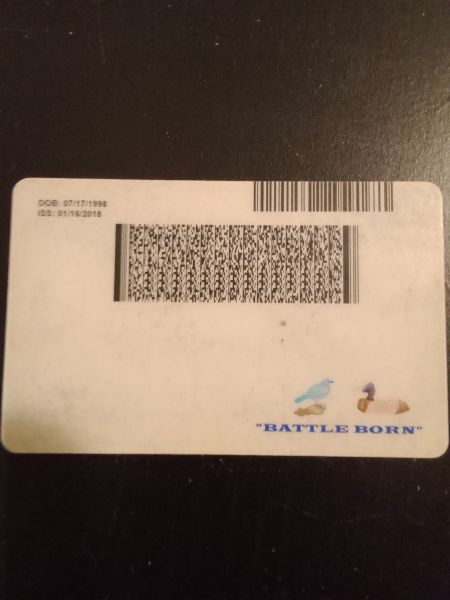 DOB: 07/17/1998
ISS: 01/16/2018
"BATTLE BORN"